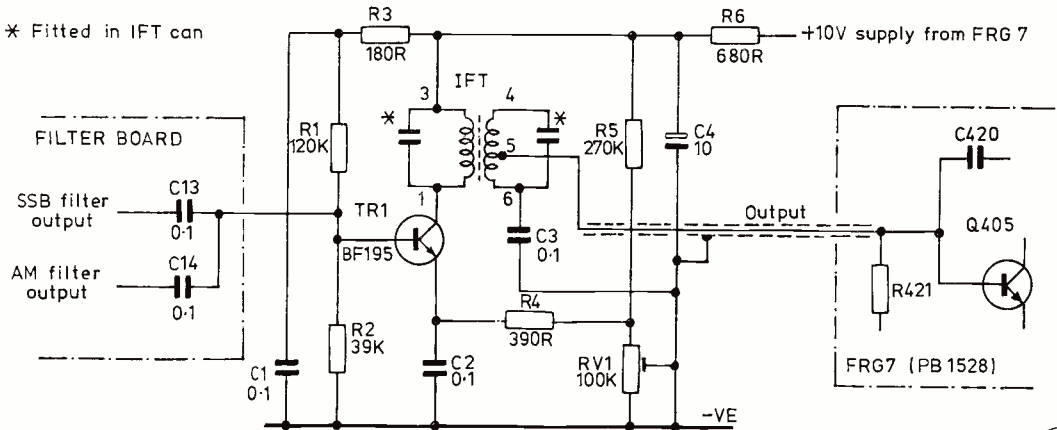 * Fitted in IFT can
R3
180R
R6
680R
+10V supply from FRG 7
IFT
3
4
*
*
5
1
6
FILTER BOARD
R1
120K
R5
270K
C4
10
C420
SSB filter
output
C13
0·1
TR1
BF195
C3
0·1
Output
Q405
AM filter
output
C14
0·1
R421
R4
390R
R2
39K
C1
0·1
C2
0·1
RV1
100K
FRG7 (PB 1528)
-VE